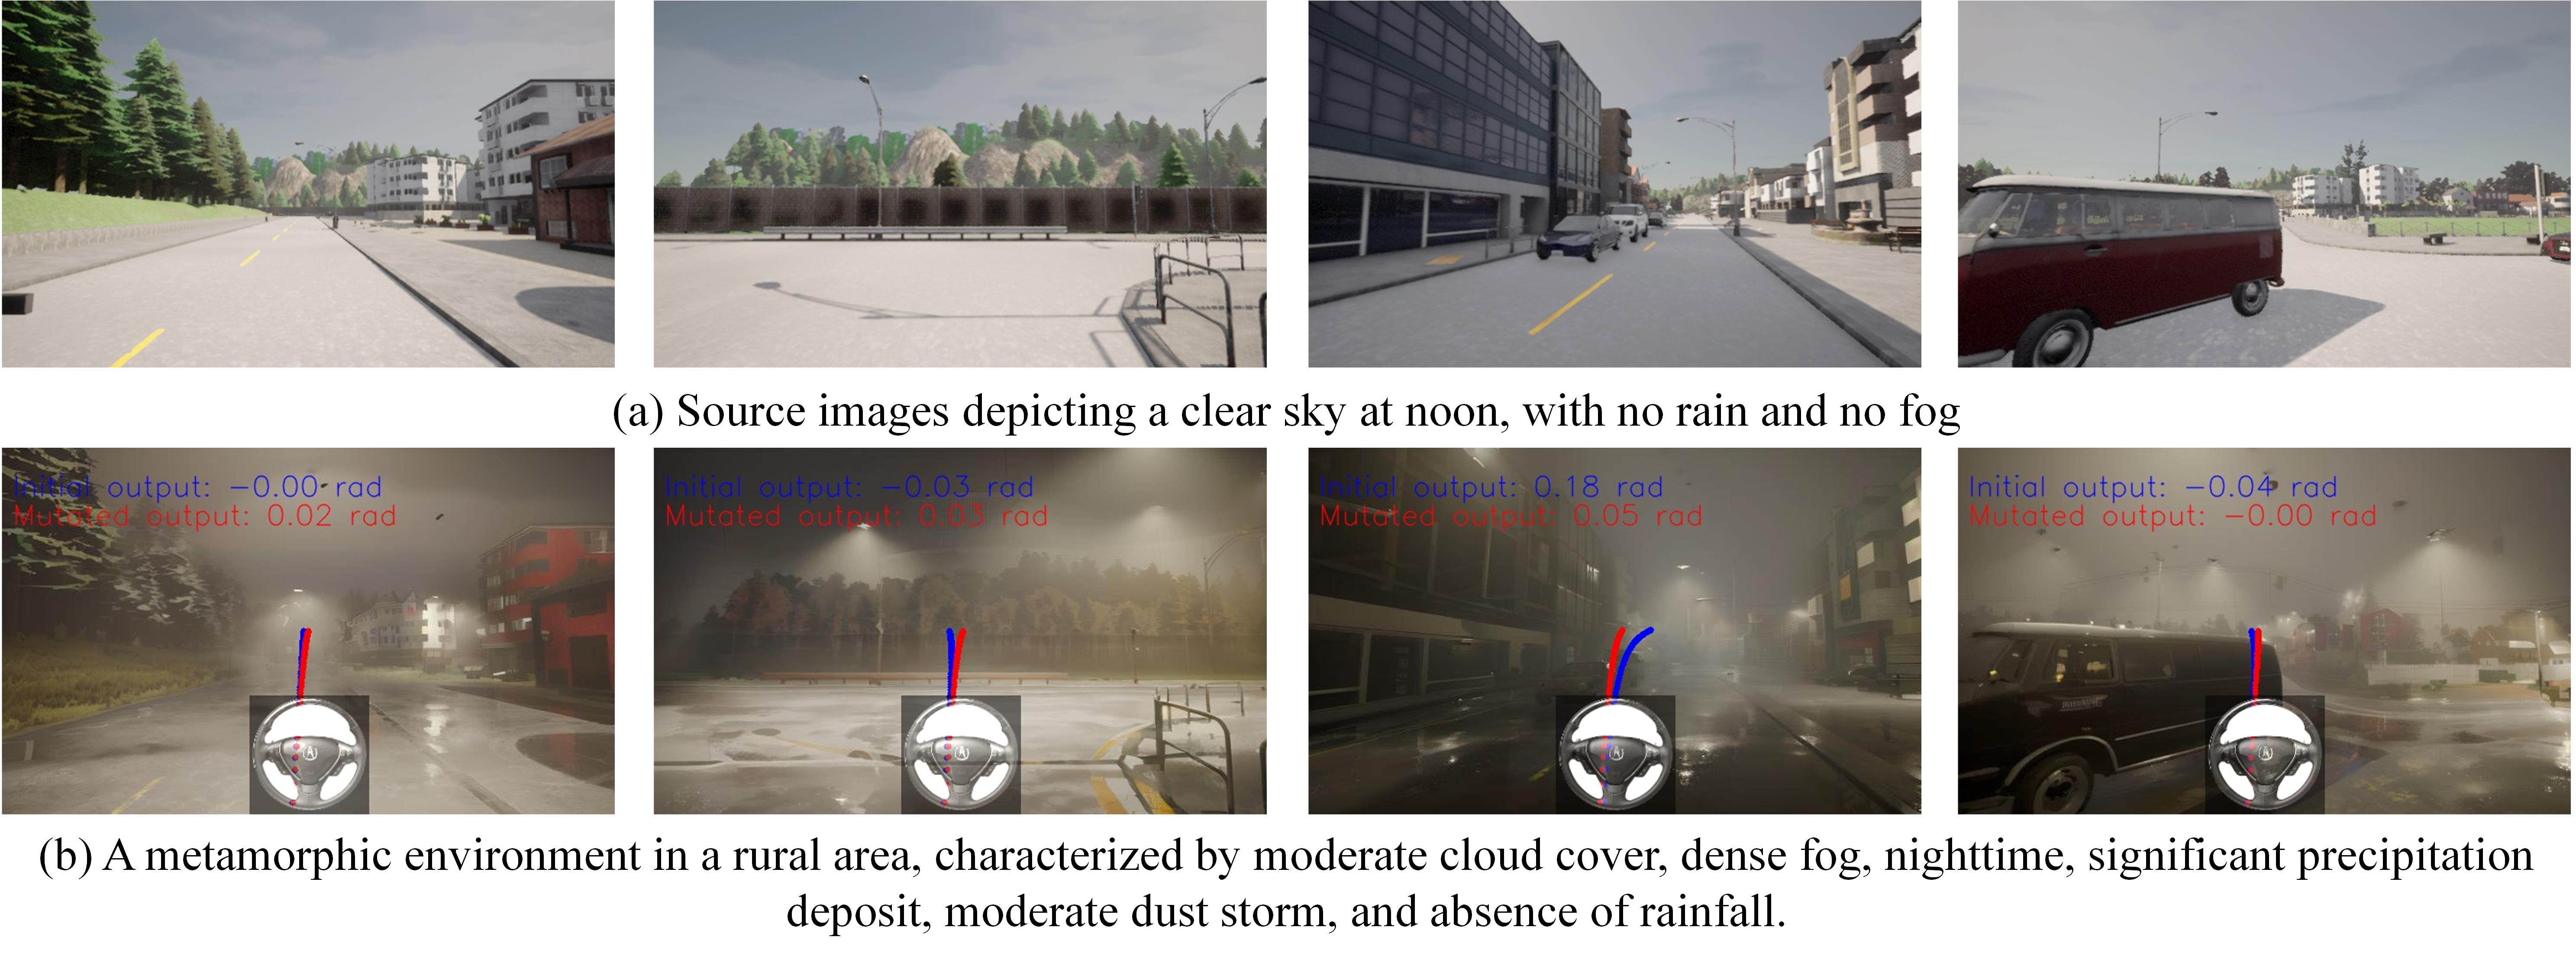 (a) Source images depicting a clear sky at noon, with no rain and no fog
Initial output: −0.00 rad
Mutated output: 0.02 rad
Initial output: −0.03 rad
Mutated output: 0.03 rad
Initial output: 0.18 rad
Mutated output: 0.05 rad
Initial output: −0.04 rad
Mutated output: −0.00 rad
(b) A metamorphic environment in a rural area, characterized by moderate cloud cover, dense fog, nighttime, significant precipitation
deposit, moderate dust storm, and absence of rainfall.